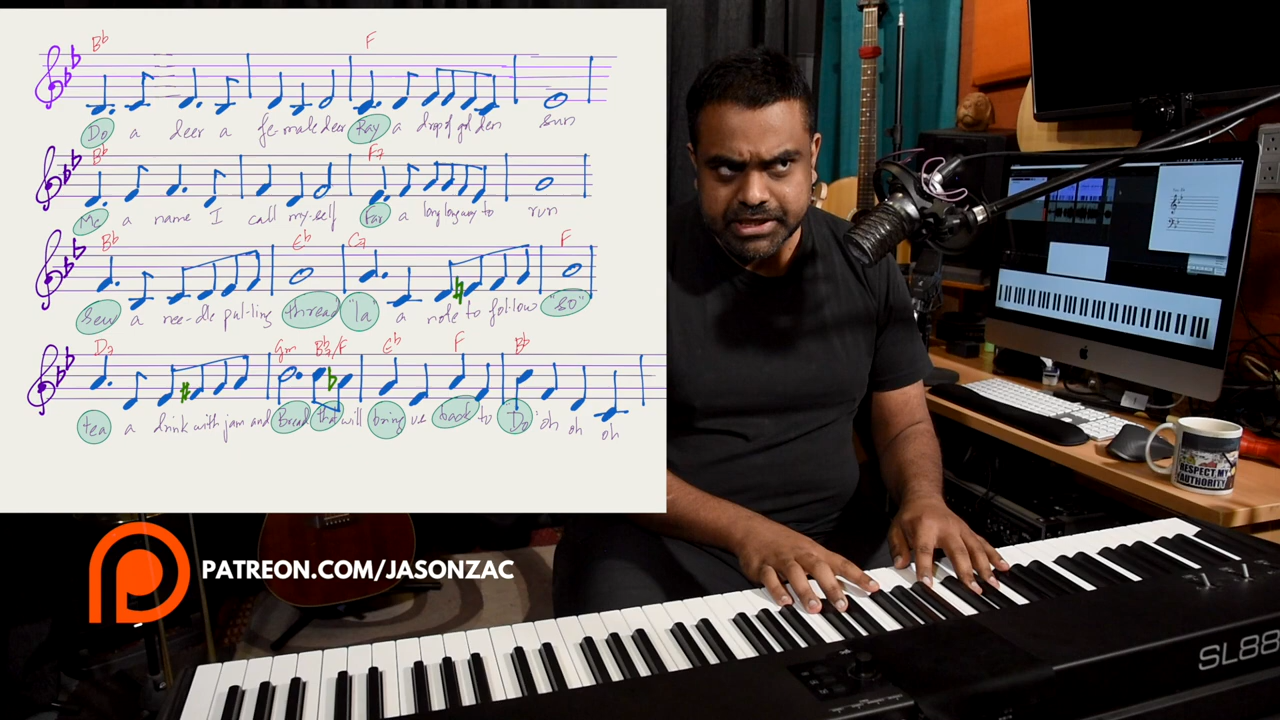 Bb F
Do a deer a fe-male deer Ray a drop of gol den sun
Bb F7
Me a name I call my-self Far a long long way to run
Bb Eb C7 F
Sew a nee-dle pul-ling thread "la" a note to fol-low "so"
D7 Gm Bb7/F Eb F Bb
tea a drink with jam and Bread that will bring us back to Do oh oh oh
PATREON.COM/JASONZAC
RESPECT MY
AUTHORITY
SL88